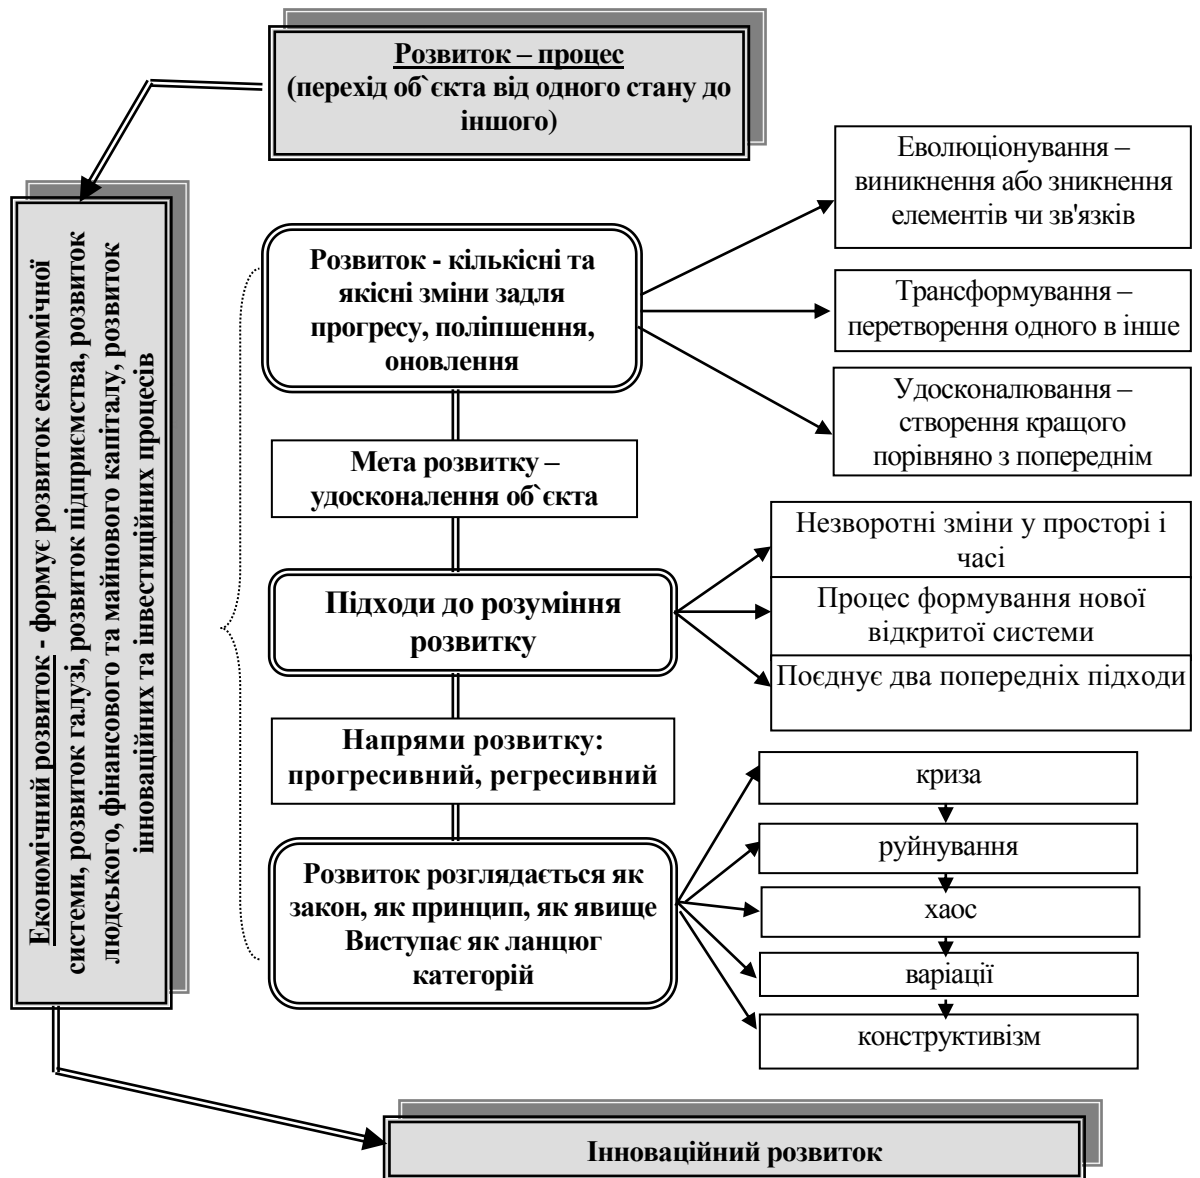 Розвиток – процес
(перехід об`єкта від одного стану до
іншого)
Економічний розвиток - формує розвиток економічної
системи, розвиток галузі, розвиток підприємства, розвиток
людського, фінансового та майнового капіталу, розвиток
інноваційних та інвестиційних процесів
Розвиток - кількісні та
якісні зміни задля
прогресу, поліпшення,
оновлення
Еволюціонування –
виникнення або зникнення
елементів чи зв'язків
Трансформування –
перетворення одного в інше
Удосконалювання –
створення кращого
порівняно з попереднім
Мета розвитку –
удосконалення об`єкта
Підходи до розуміння
розвитку
Незворотні зміни у просторі і
часі
Процес формування нової
відкритої системи
Поєднує два попередніх підходи
Напрями розвитку:
прогресивний, регресивний
Розвиток розглядається як
закон, як принцип, як явище
Виступає як ланцюг
категорій
криза
руйнування
хаос
варіації
конструктивізм
Інноваційний розвиток